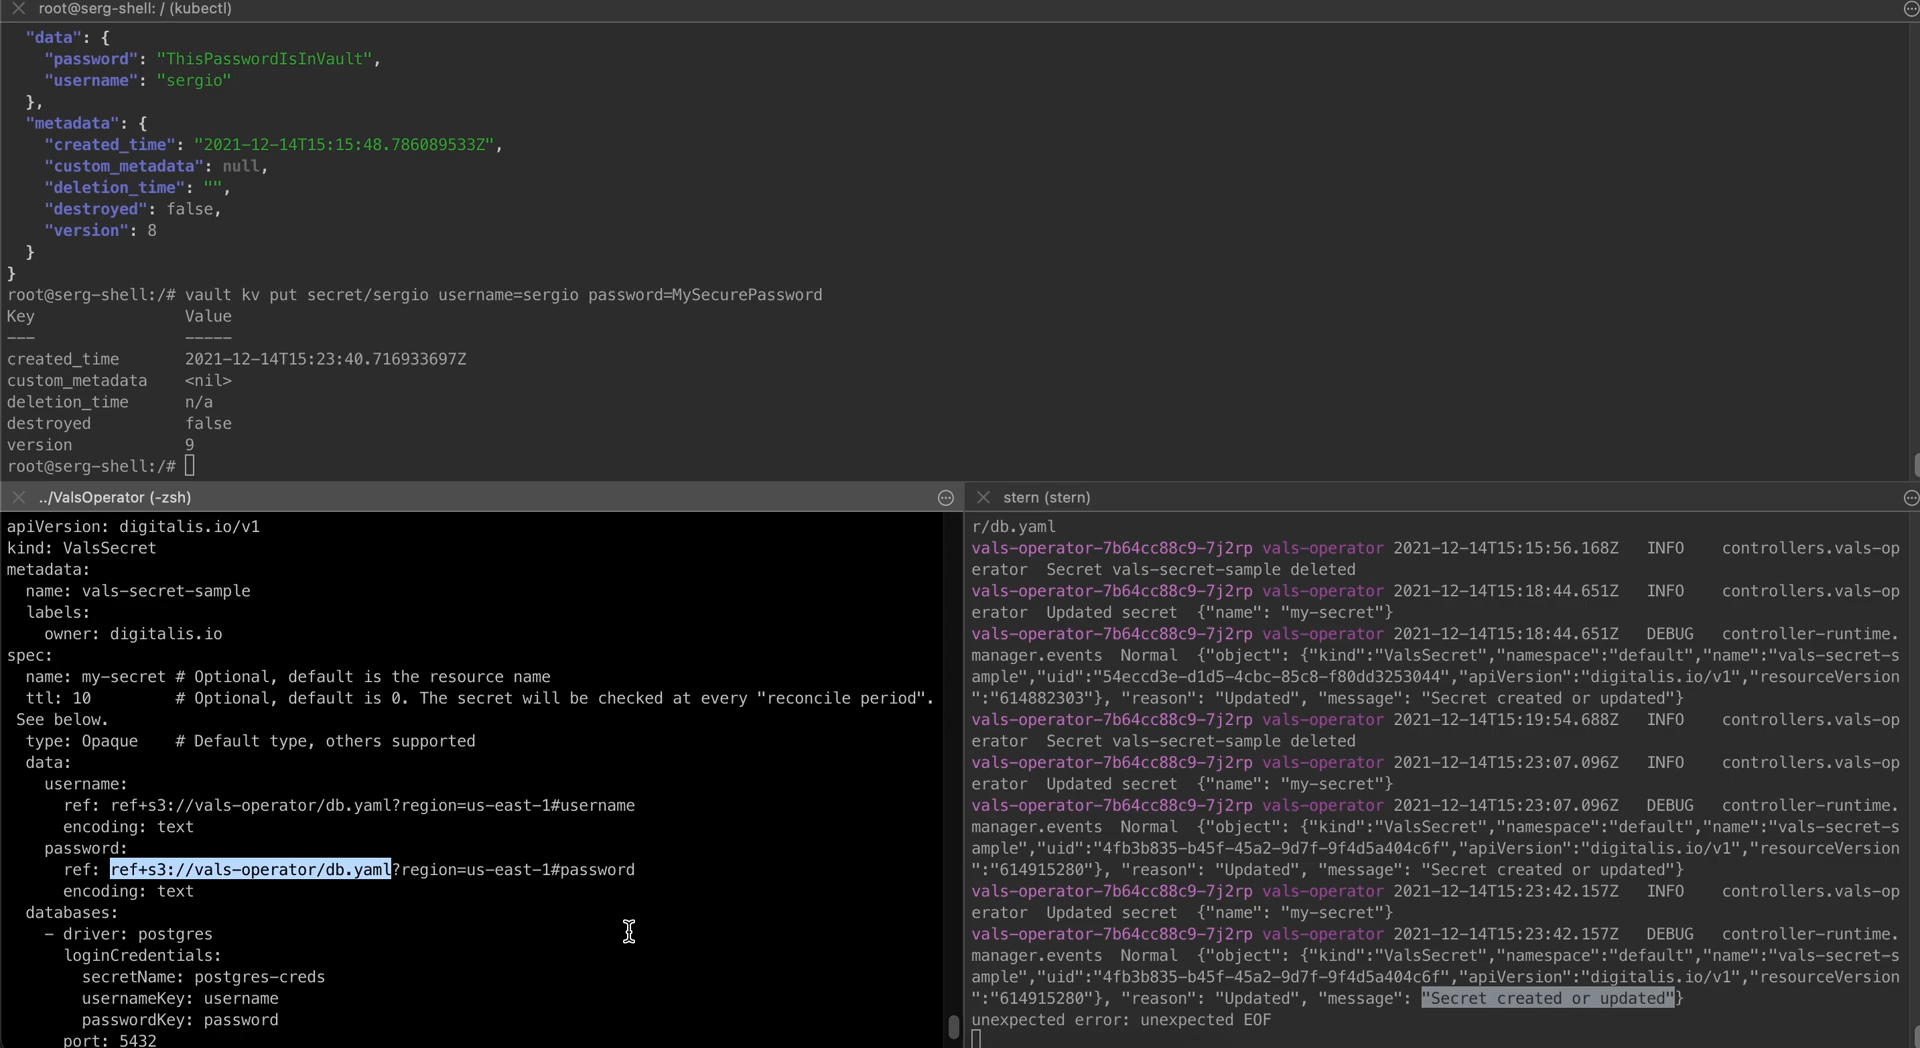 root@serg-shell: / (kubectl)
"data": {
"password": "ThisPasswordIsInVault",
"username": "sergio"
},
"metadata": {
"created_time": "2021-12-14T15:15:48.786089533Z",
"custom_metadata": null,
"deletion_time": "",
"destroyed": false,
"version": 8
}
}
root@serg-shell:/# vault kv put secret/sergio username=sergio password=MySecurePassword
Key Value
--- -----
created_time 2021-12-14T15:23:40.716933697Z
custom_metadata <nil>
deletion_time n/a
destroyed false
version 9
root@serg-shell:/#
../ValsOperator (-zsh)
apiVersion: digitalis.io/v1
kind: ValsSecret
metadata:
name: vals-secret-sample
labels:
owner: digitalis.io
spec:
name: my-secret # Optional, default is the resource name
ttl: 10 # Optional, default is 0. The secret will be checked at every "reconcile period".
See below.
type: Opaque # Default type, others supported
data:
username:
ref: ref+s3://vals-operator/db.yaml?region=us-east-1#username
encoding: text
password:
ref: ref+s3://vals-operator/db.yaml?region=us-east-1#password
encoding: text
databases:
- driver: postgres
loginCredentials:
secretName: postgres-creds
usernameKey: username
passwordKey: password
port: 5432
stern (stern)
r/db.yaml
vals-operator-7b64cc88c9-7j2rp vals-operator 2021-12-14T15:15:56.168Z INFO controllers.vals-op
erator Secret vals-secret-sample deleted
vals-operator-7b64cc88c9-7j2rp vals-operator 2021-12-14T15:18:44.651Z INFO controllers.vals-op
erator Updated secret {"name": "my-secret"}
vals-operator-7b64cc88c9-7j2rp vals-operator 2021-12-14T15:18:44.651Z DEBUG controller-runtime.
manager.events Normal {"object": {"kind":"ValsSecret","namespace":"default","name":"vals-secret-s
ample","uid":"54eccd3e-d1d5-4cbc-85c8-f80dd3253044","apiVersion":"digitalis.io/v1","resourceVersion
":"614882303"}, "reason": "Updated", "message": "Secret created or updated"}
vals-operator-7b64cc88c9-7j2rp vals-operator 2021-12-14T15:19:54.688Z INFO controllers.vals-op
erator Secret vals-secret-sample deleted
vals-operator-7b64cc88c9-7j2rp vals-operator 2021-12-14T15:23:07.096Z INFO controllers.vals-op
erator Updated secret {"name": "my-secret"}
vals-operator-7b64cc88c9-7j2rp vals-operator 2021-12-14T15:23:07.096Z DEBUG controller-runtime.
manager.events Normal {"object": {"kind":"ValsSecret","namespace":"default","name":"vals-secret-s
ample","uid":"4fb3b835-b45f-45a2-9d7f-9f4d5a404c6f","apiVersion":"digitalis.io/v1","resourceVersion
":"614915280"}, "reason": "Updated", "message": "Secret created or updated"}
vals-operator-7b64cc88c9-7j2rp vals-operator 2021-12-14T15:23:42.157Z INFO controllers.vals-op
erator Updated secret {"name": "my-secret"}
vals-operator-7b64cc88c9-7j2rp vals-operator 2021-12-14T15:23:42.157Z DEBUG controller-runtime.
manager.events Normal {"object": {"kind":"ValsSecret","namespace":"default","name":"vals-secret-s
ample","uid":"4fb3b835-b45f-45a2-9d7f-9f4d5a404c6f","apiVersion":"digitalis.io/v1","resourceVersion
":"614915280"}, "reason": "Updated", "message": "Secret created or updated"}
unexpected error: unexpected EOF